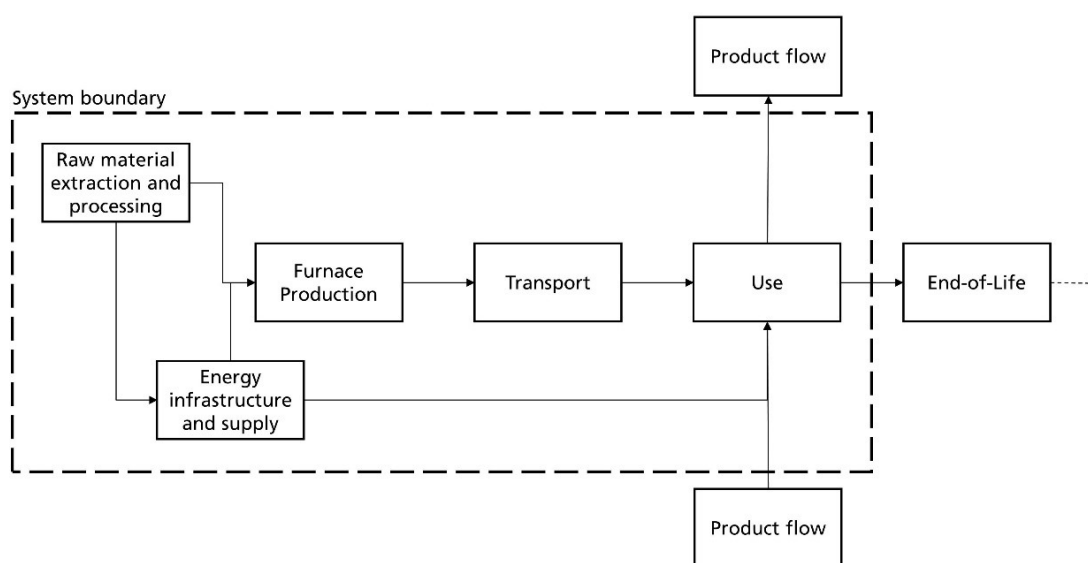 Product flow
System boundary
Raw material
extraction and
processing
Furnace
Production
Transport
Use
End-of-Life
Energy
infrastructure
and supply
Product flow